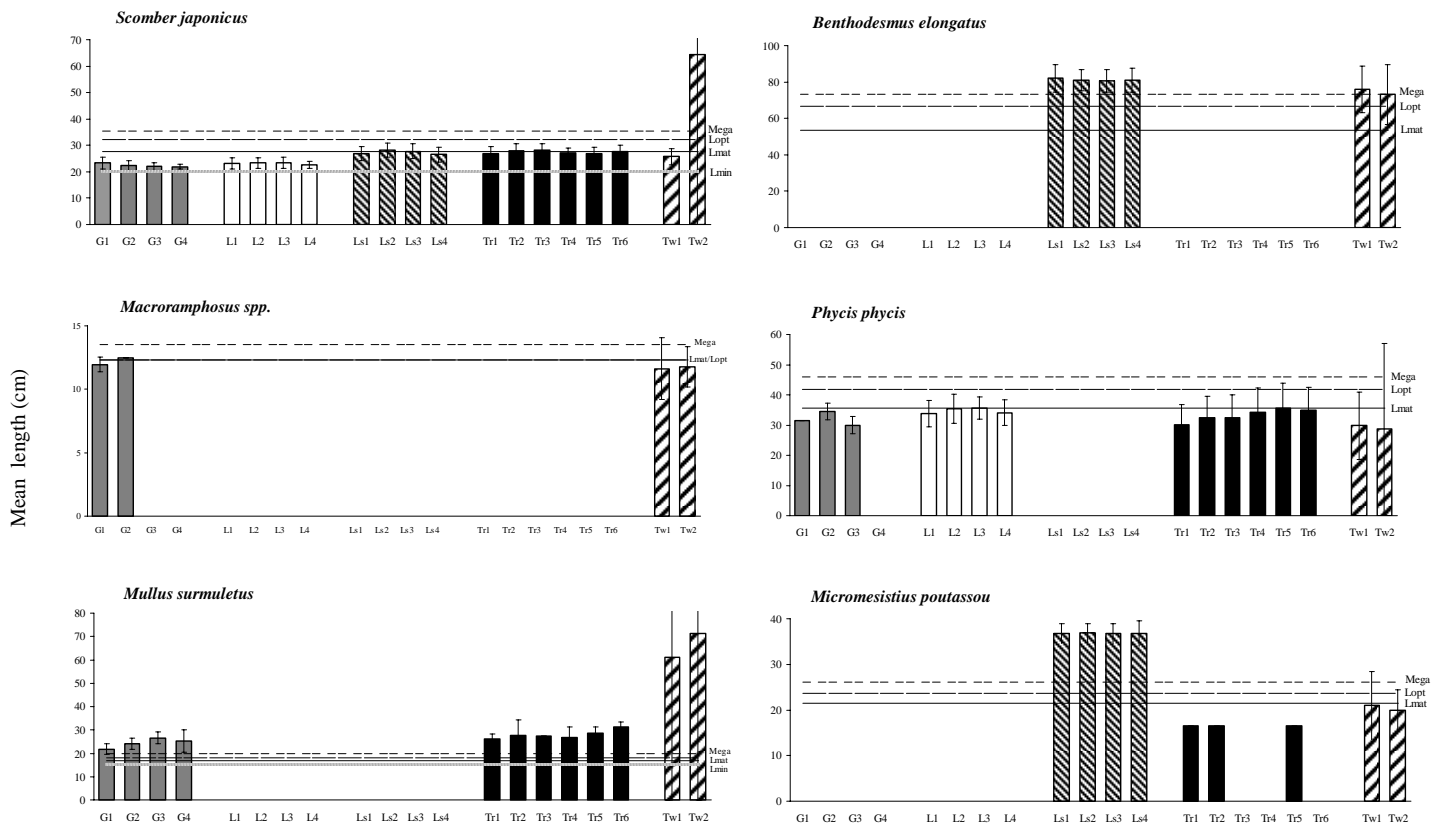 Scomber japonicus
70
60
50
40
30
20
10
0
Mega
Lopt
Lmat
Lmin
G1 G2 G3 G4 L1 L2 L3 L4 Ls1 Ls2 Ls3 Ls4 Tr1 Tr2 Tr3 Tr4 Tr5 Tr6 Tw1 Tw2
Benthodesmus elongatus
100
80
60
40
20
0
Mega
Lopt
Lmat
G1 G2 G3 G4 L1 L2 L3 L4 Ls1 Ls2 Ls3 Ls4 Tr1 Tr2 Tr3 Tr4 Tr5 Tr6 Tw1 Tw2
Mean length (cm)
Macroramphosus spp.
15
10
5
0
Mega
Lmat/Lopt
G1 G2 G3 G4 L1 L2 L3 L4 Ls1 Ls2 Ls3 Ls4 Tr1 Tr2 Tr3 Tr4 Tr5 Tr6 Tw1 Tw2
Phycis phycis
60
50
40
30
20
10
0
Mega
Lopt
Lmat
G1 G2 G3 G4 L1 L2 L3 L4 Ls1 Ls2 Ls3 Ls4 Tr1 Tr2 Tr3 Tr4 Tr5 Tr6 Tw1 Tw2
Mullus surmuletus
80
70
60
50
40
30
20
10
0
Mega
Lmat
Lmin
G1 G2 G3 G4 L1 L2 L3 L4 Ls1 Ls2 Ls3 Ls4 Tr1 Tr2 Tr3 Tr4 Tr5 Tr6 Tw1 Tw2
Micromesistius poutassou
40
30
20
10
0
Mega
Lopt
Lmat
G1 G2 G3 G4 L1 L2 L3 L4 Ls1 Ls2 Ls3 Ls4 Tr1 Tr2 Tr3 Tr4 Tr5 Tr6 Tw1 Tw2